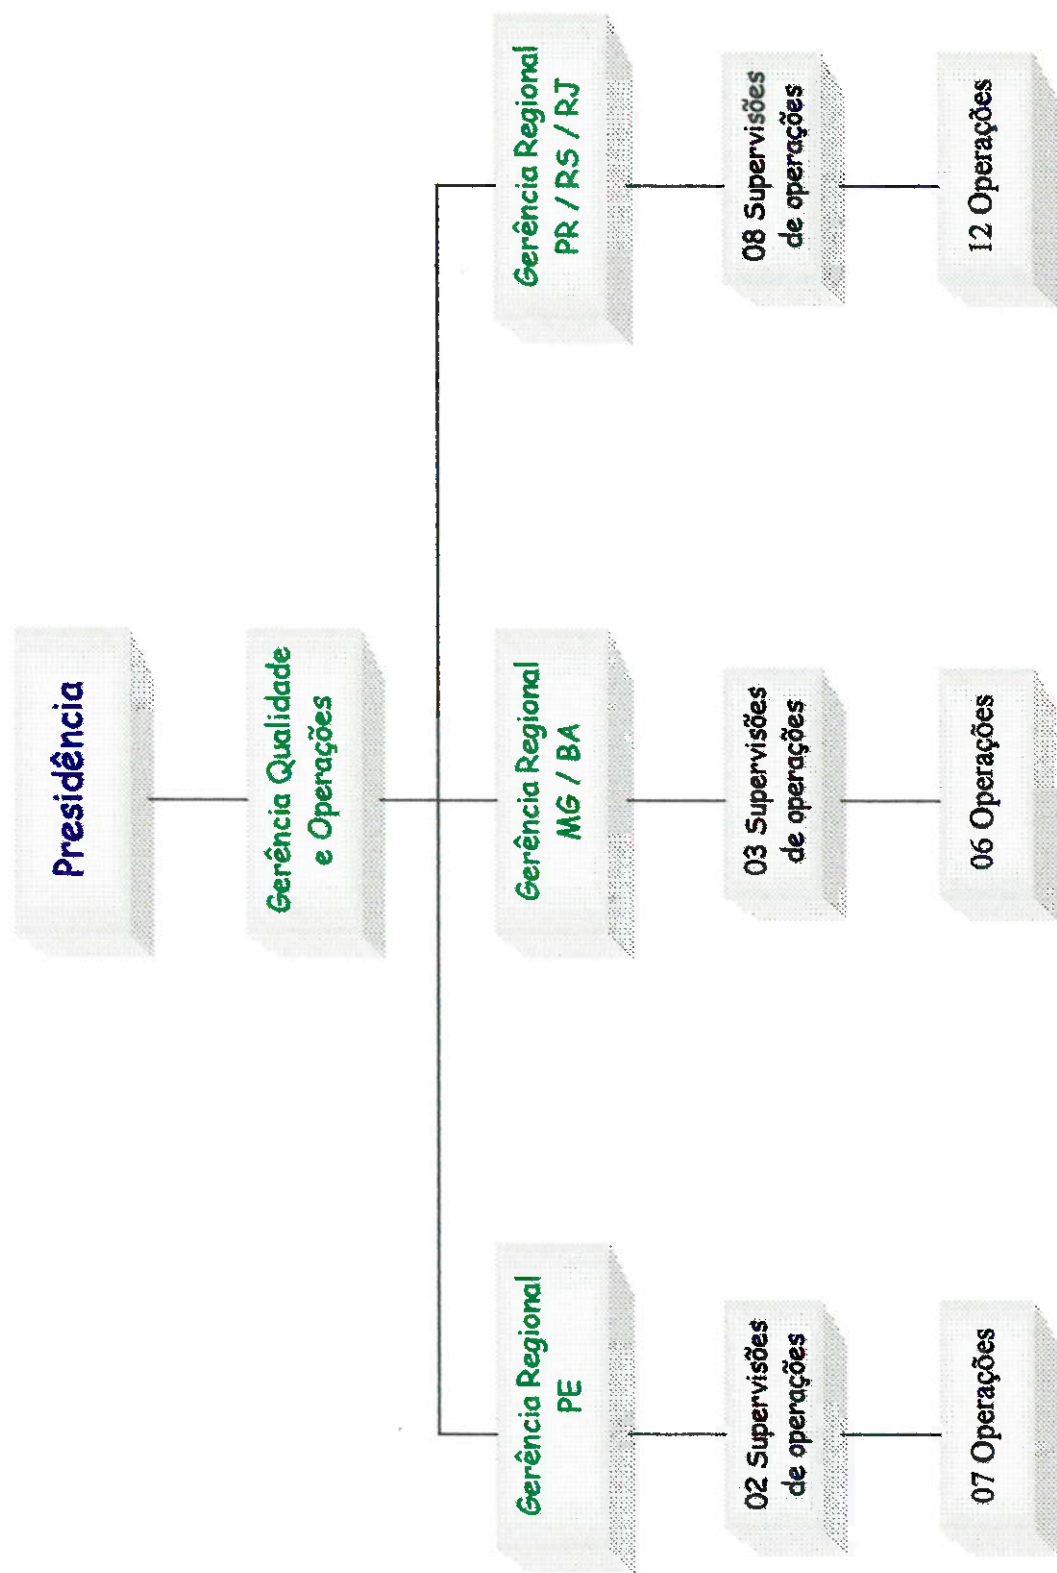 Presidência
Gerência Qualidade
e Operações
Gerência Regional
PE
Gerência Regional
MG / BA
Gerência Regional
PR / RS / RJ
02 Supervisões
de operações
03 Supervisões
de operações
08 Supervisões
de operações
07 Operações
06 Operações
12 Operações